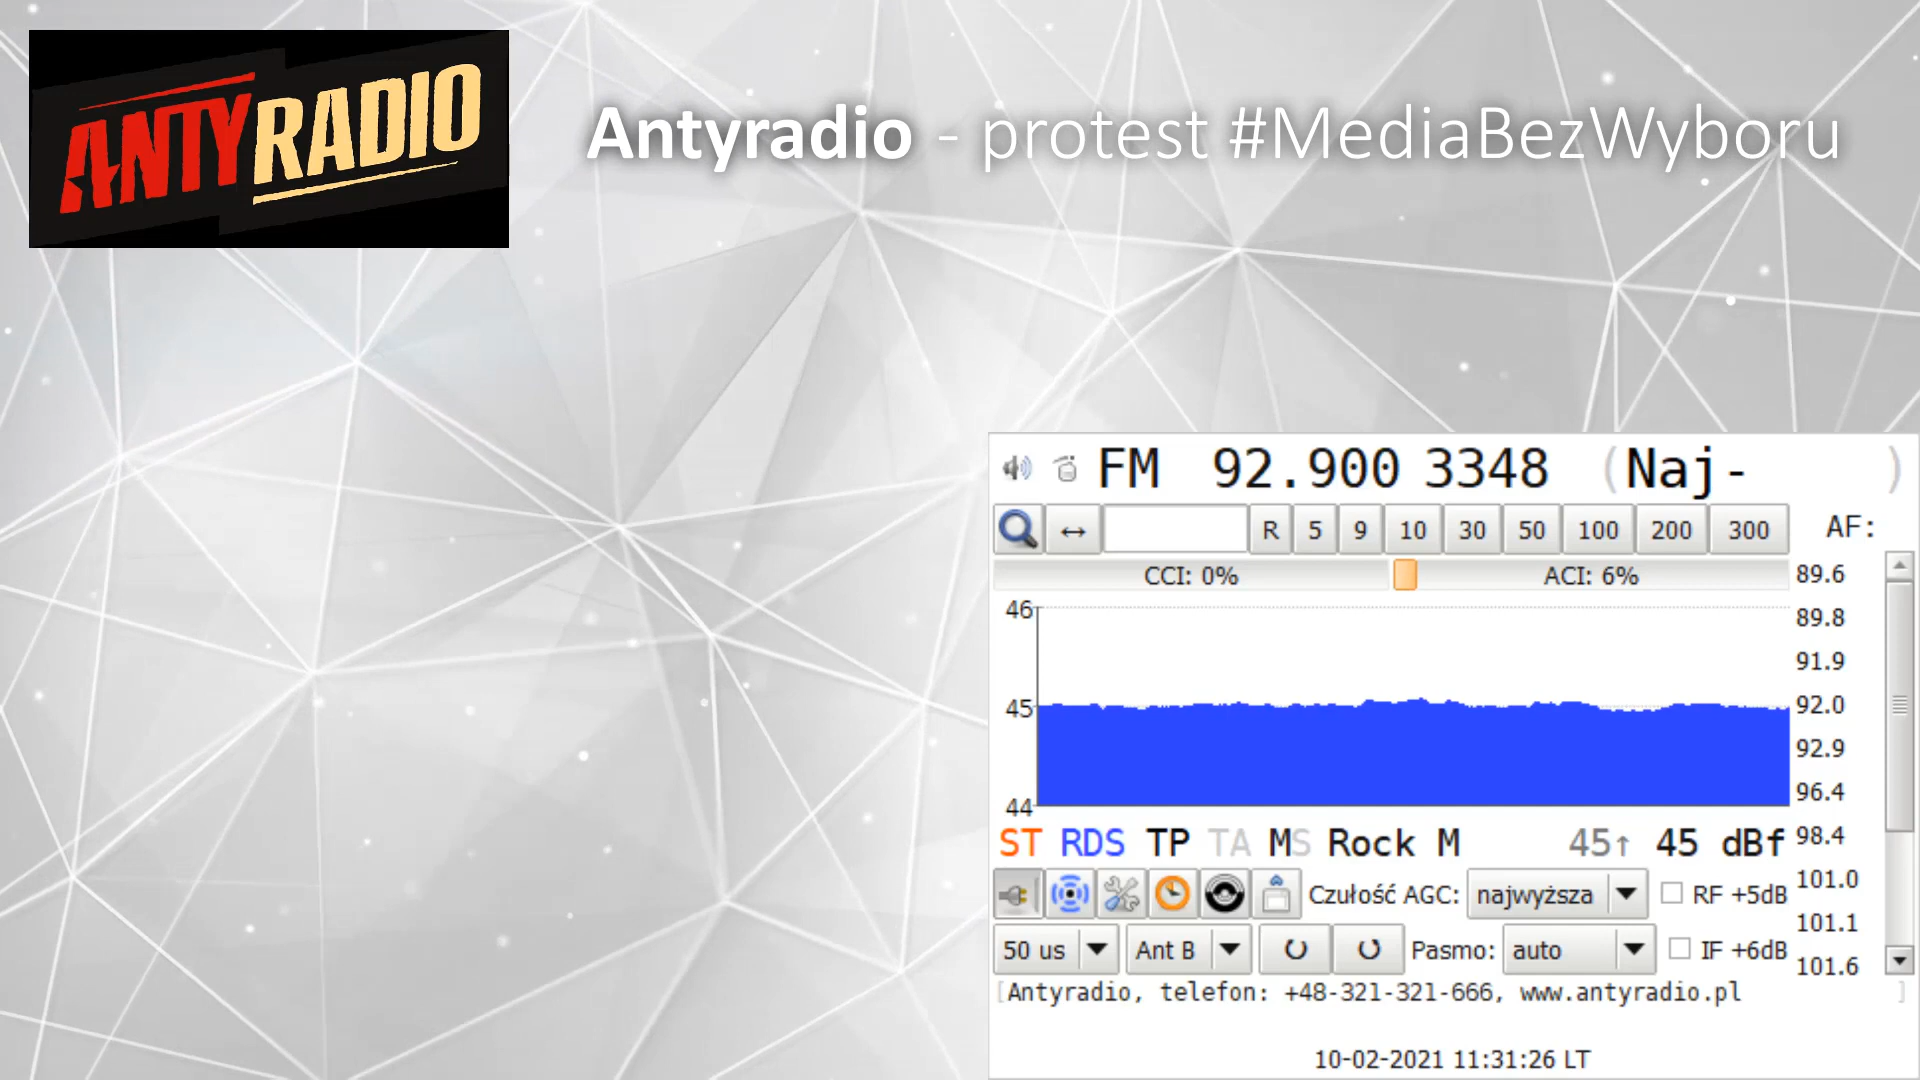 ANTYRADIO
Antyradio - protest #MediaBezWyboru
FM 92.900 3348 (Naj- )
↔ R 5 9 10 30 50 100 200 300 AF:
CCI: 0% ACI: 6%
46
45
44
89.6
89.8
91.9
92.0
92.9
96.4
98.4
101.0
101.1
101.6
ST RDS TP TA MS Rock M 45↑ 45 dBf
Czułość AGC: najwyższa RF +5dB
50 us Ant B Pasmo: auto IF +6dB
[Antyradio, telefon: +48-321-321-666, www.antyradio.pl ]
10-02-2021 11:31:26 LT